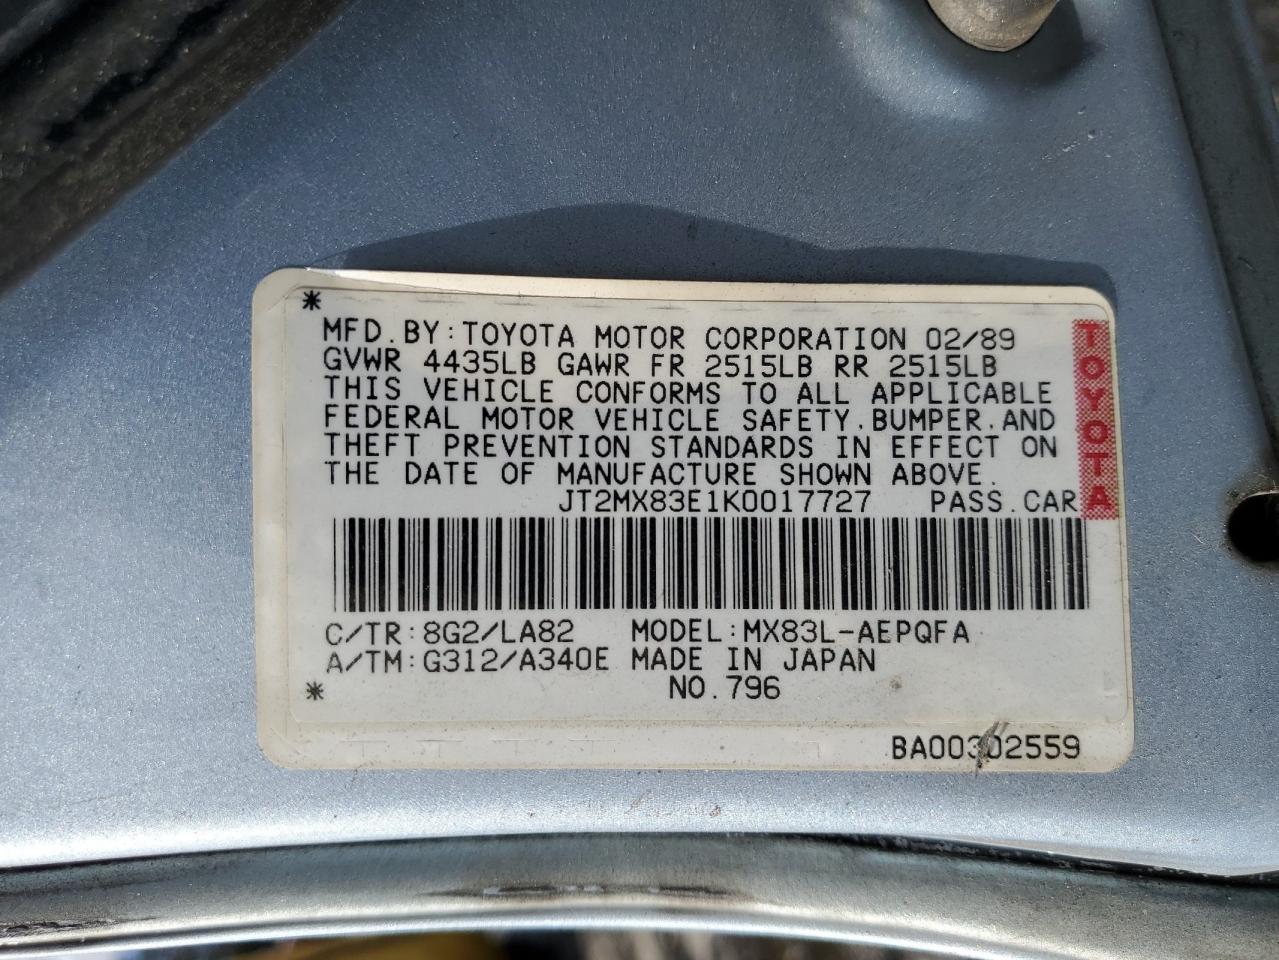 *
MFD. BY: TOYOTA MOTOR CORPORATION 02/89
GVWR 4435LB GAWR FR 2515LB RR 2515LB
THIS VEHICLE CONFORMS TO ALL APPLICABLE
FEDERAL MOTOR VEHICLE SAFETY.BUMPER.AND
THEFT PREVENTION STANDARDS IN EFFECT ON
THE DATE OF MANUFACTURE SHOWN ABOVE.
JT2MX83E1K0017727 PASS.CAR
TOYOTA
C/TR:8G2/LA82 MODEL:MX83L-AEPQFA
A/TM:G312/A340E MADE IN JAPAN
* NO.796
BA00302559